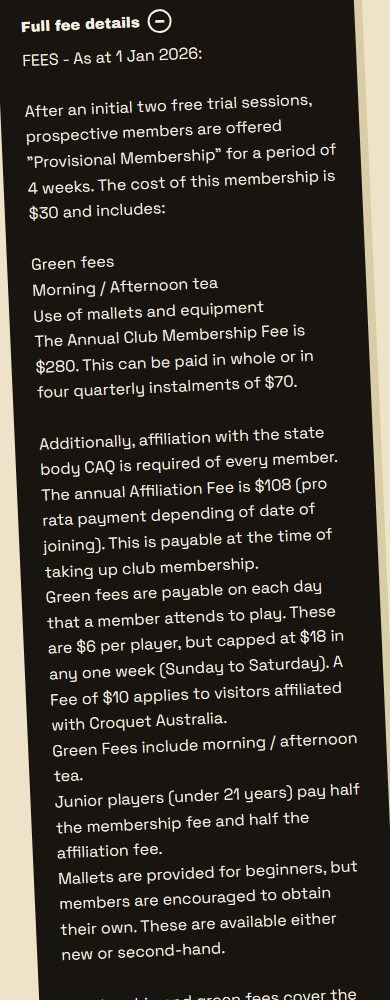 Full fee details
FEES - As at 1 Jan 2026:
After an initial two free trial sessions,
prospective members are offered
"Provisional Membership" for a period of
4 weeks. The cost of this membership is
$30 and includes:
Green fees
Morning / Afternoon tea
Use of mallets and equipment
The Annual Club Membership Fee is
$280. This can be paid in whole or in
four quarterly instalments of $70.
Additionally, affiliation with the state
body CAQ is required of every member.
The annual Affiliation Fee is $108 (pro
rata payment depending of date of
joining). This is payable at the time of
taking up club membership.
Green fees are payable on each day
that a member attends to play. These
are $6 per player, but capped at $18 in
any one week (Sunday to Saturday). A
Fee of $10 applies to visitors affiliated
with Croquet Australia.
Green Fees include morning / afternoon
tea.
Junior players (under 21 years) pay half
the membership fee and half the
affiliation fee.
Mallets are provided for beginners, but
members are encouraged to obtain
their own. These are available either
new or second-hand.
and green fees cover the